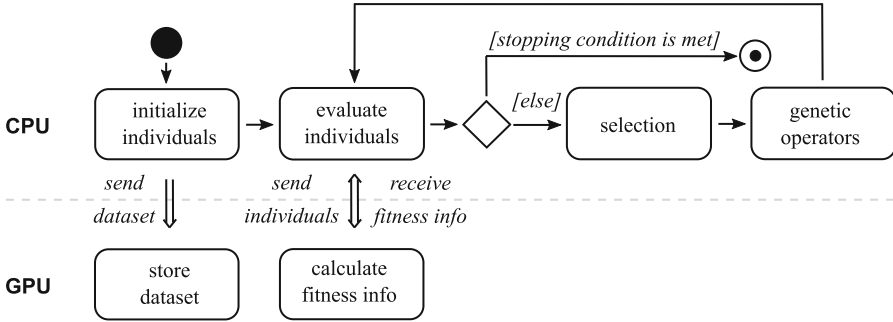 [stopping condition is met]
CPU
initialize
individuals
evaluate
individuals
[else]
selection
genetic
operators
send
dataset
send
individuals
receive
fitness info
GPU
store
dataset
calculate
fitness info